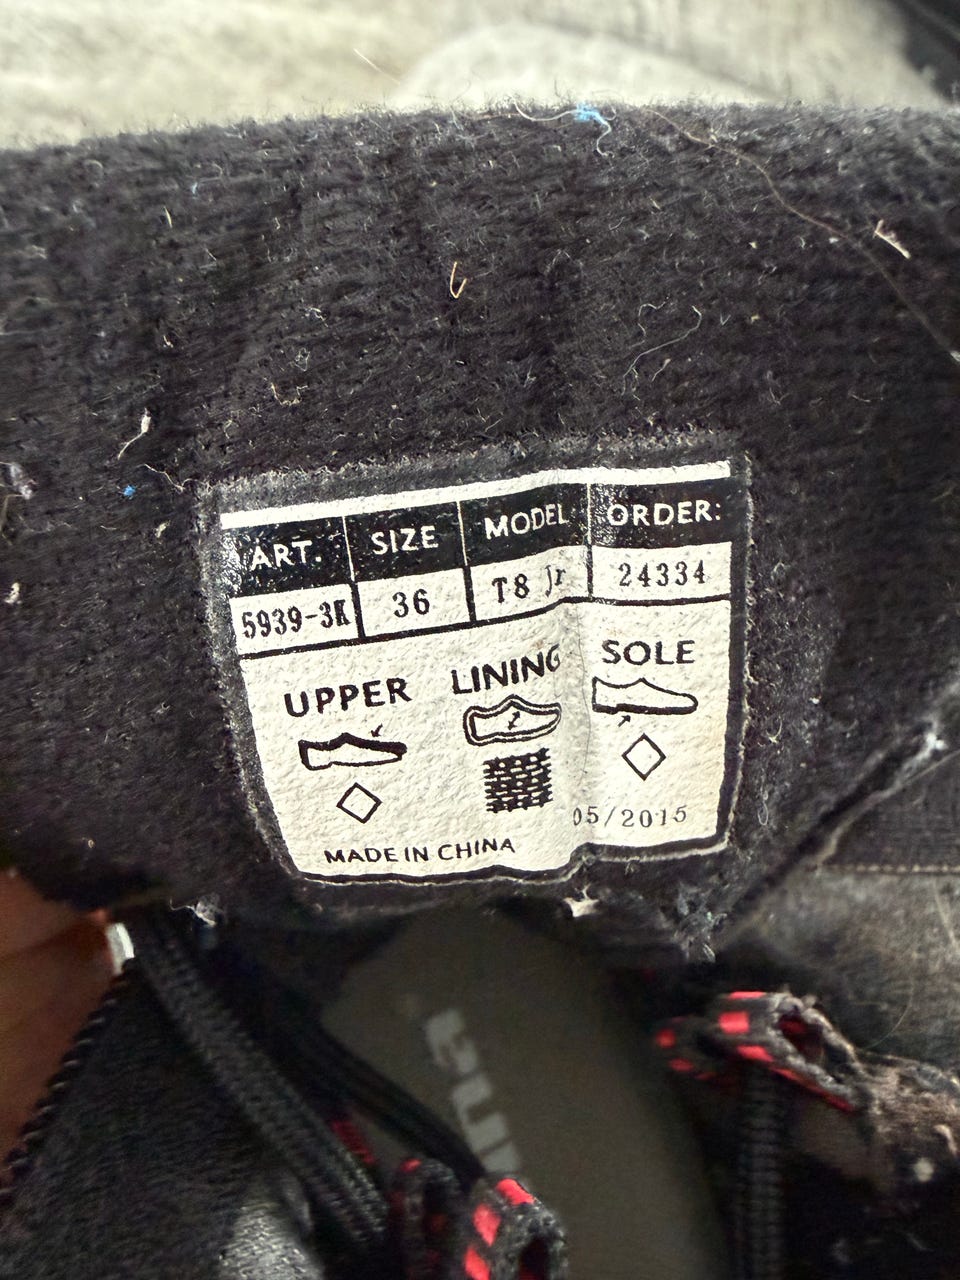 ART. SIZE MODEL ORDER:
5939-3K 36 T8 Jr 24334
UPPER LINING SOLE
05/2015
MADE IN CHINA